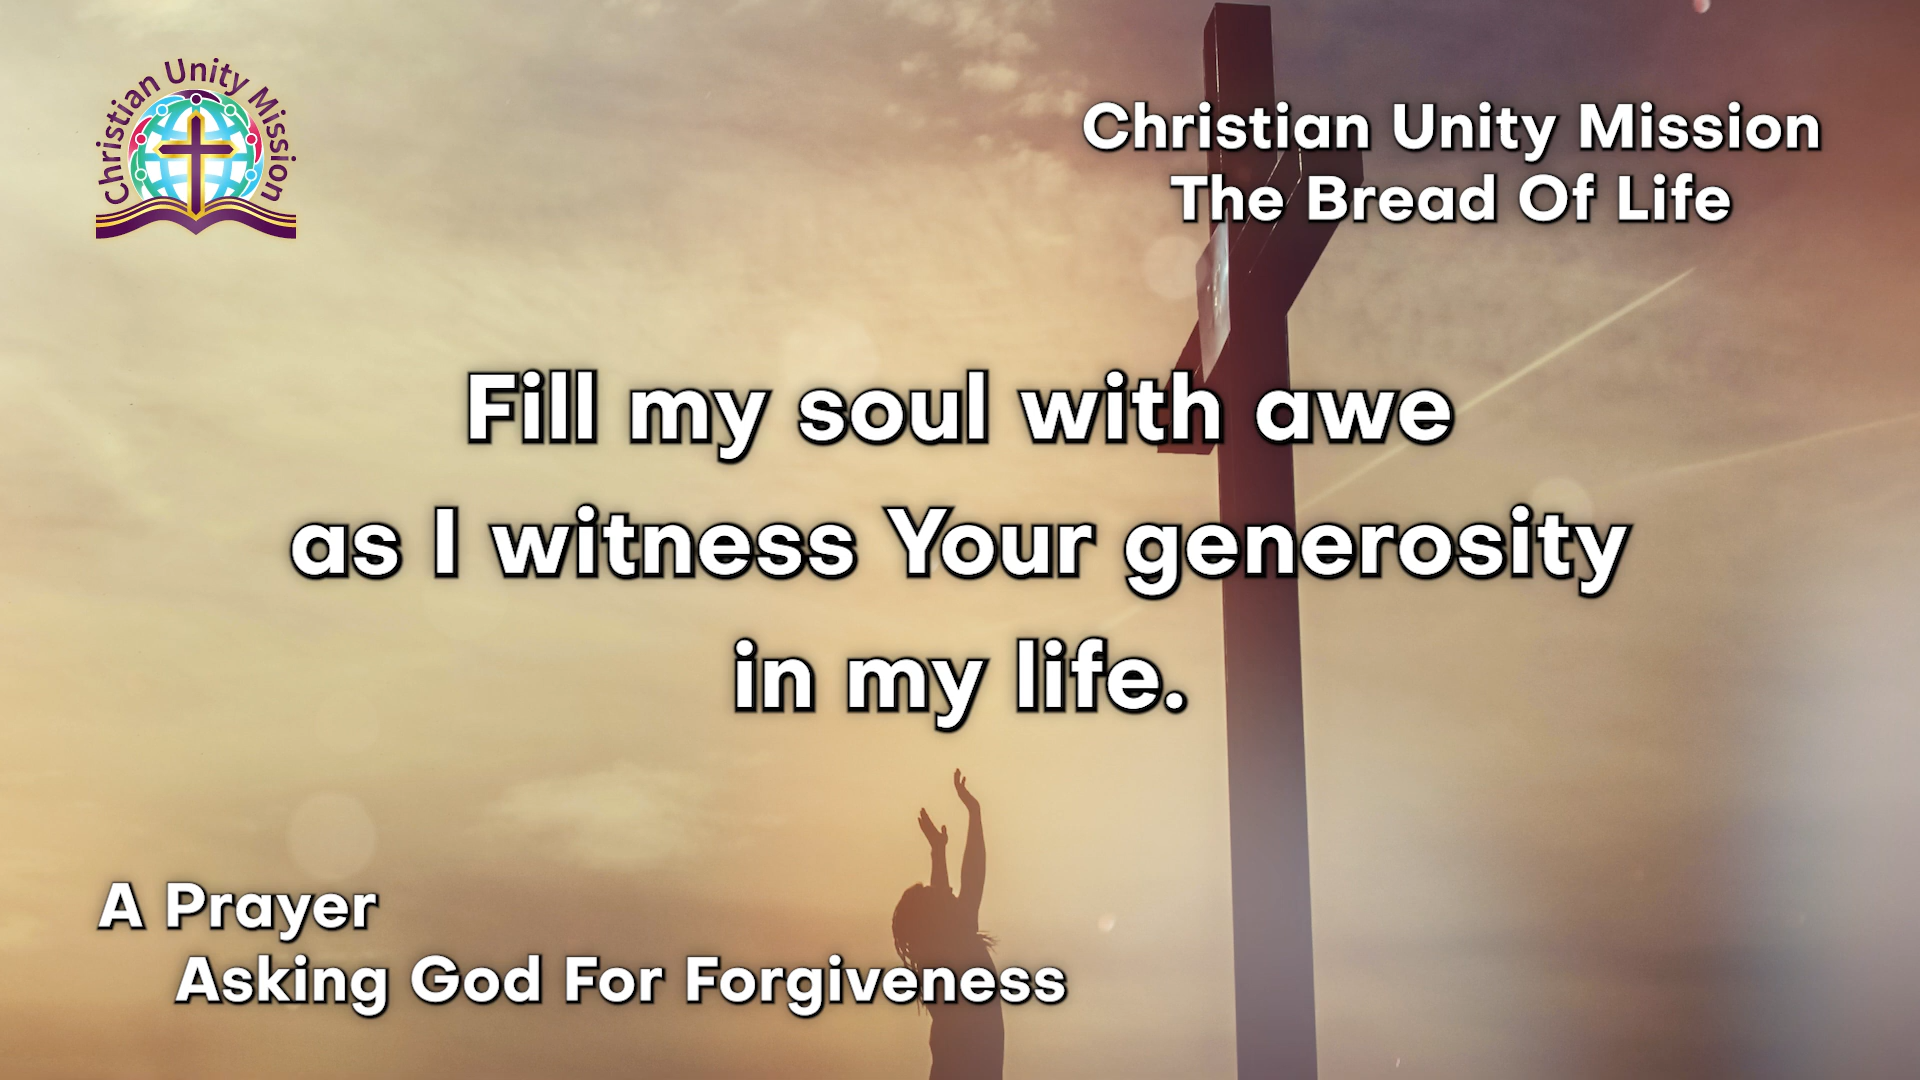 Christian Unity Mission
Christian Unity Mission
The Bread Of Life
Fill my soul with awe
as I witness Your generosity
in my life.
A Prayer
Asking God For Forgiveness